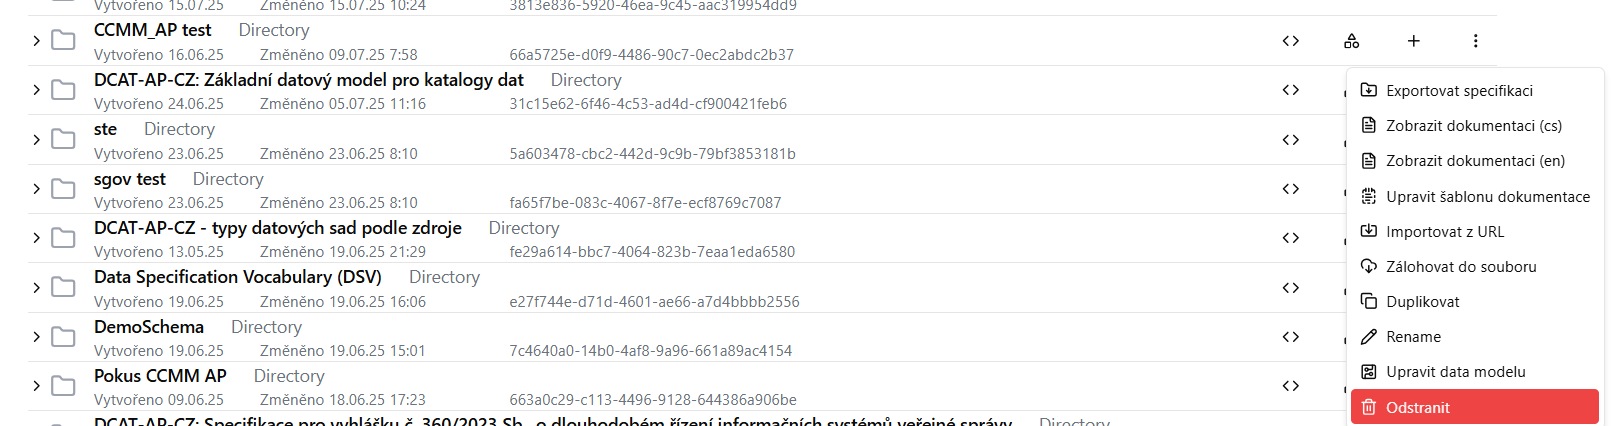 Vytvořeno 15.07.25 Změněno 15.07.25 10:24 3813e836-5920-46ea-9c45-aac319954dd9
CCMM_AP test Directory
Vytvořeno 16.06.25 Změněno 09.07.25 7:58 66a5725e-d0f9-4486-90c7-0ec2abdc2b37
DCAT-AP-CZ: Základní datový model pro katalogy dat Directory
Vytvořeno 24.06.25 Změněno 05.07.25 11:16 31c15e62-6f46-4c53-ad4d-cf900421feb6
ste Directory
Vytvořeno 23.06.25 Změněno 23.06.25 8:10 5a603478-cbc2-442d-9c9b-79bf3853181b
sgov test Directory
Vytvořeno 23.06.25 Změněno 23.06.25 8:10 fa65f7be-083c-4067-8f7e-ecf8769c7087
DCAT-AP-CZ - typy datových sad podle zdroje Directory
Vytvořeno 13.05.25 Změněno 19.06.25 21:29 fe29a614-bbc7-4064-823b-7eaa1eda6580
Data Specification Vocabulary (DSV) Directory
Vytvořeno 19.06.25 Změněno 19.06.25 16:06 e27f744e-d71d-4601-ae66-a7d4bbbb2556
DemoSchema Directory
Vytvořeno 19.06.25 Změněno 19.06.25 15:01 7c4640a0-14b0-4af8-9a96-661a89ac4154
Pokus CCMM AP Directory
Vytvořeno 09.06.25 Změněno 18.06.25 17:23 663a0c29-c113-4496-9128-644386a906be
DCAT-AP-CZ: Specifikace pro vyhlášku č. 360/2023 Sb., o dlouhodobém řízení informačních systémů veřejné správy Directory
Exportovat specifikaci
Zobrazit dokumentaci (cs)
Zobrazit dokumentaci (en)
Upravit šablonu dokumentace
Importovat z URL
Zálohovat do souboru
Duplikovat
Rename
Upravit data modelu
Odstranit